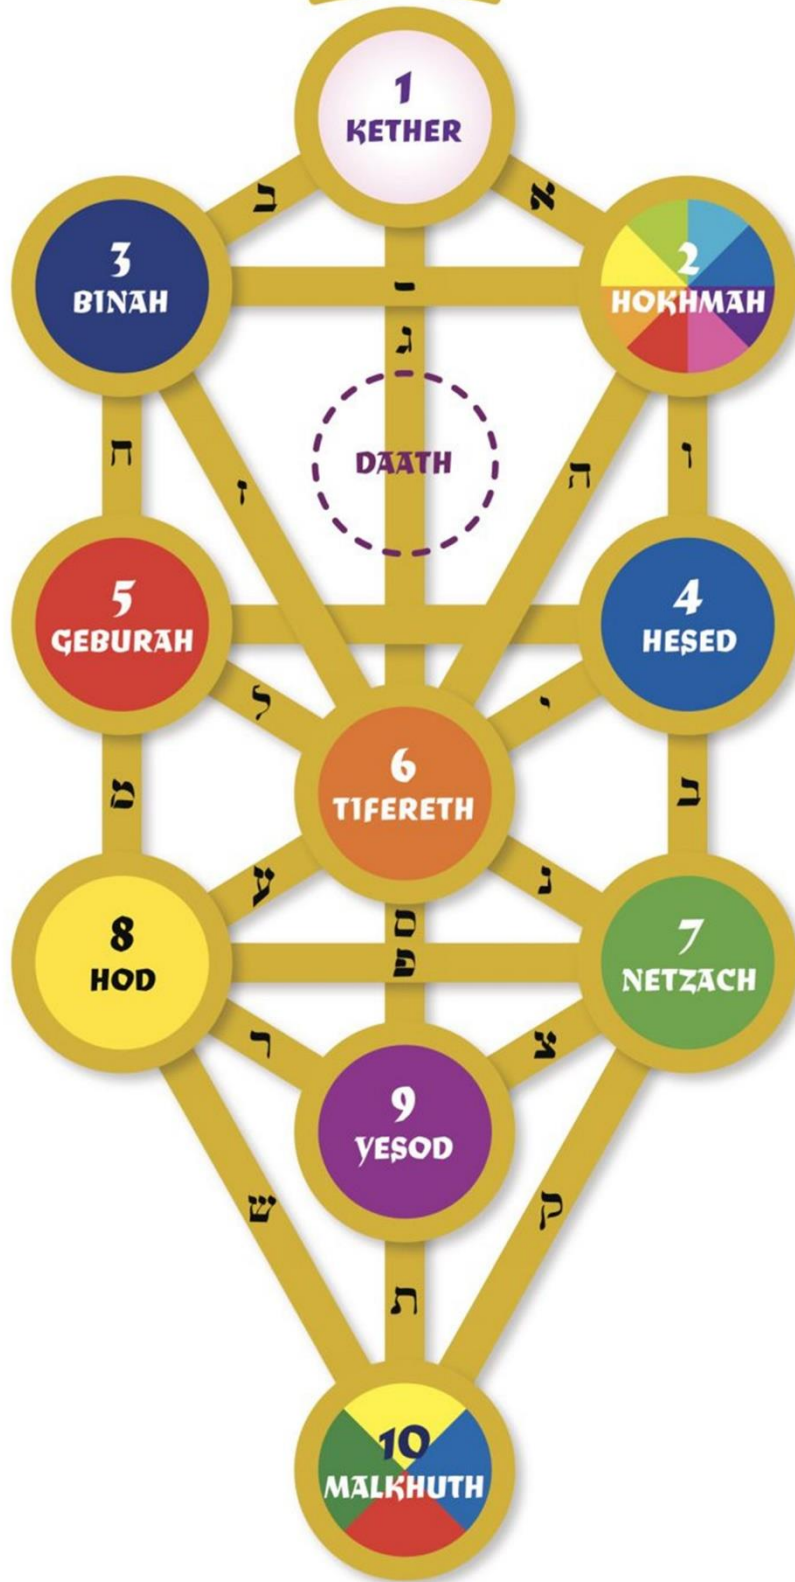 1
KETHER
ב
א
3
BINAH
2
HOKHMAH
ג
DAATH
ח
ו
ז
ה
5
GEBURAH
4
HESED
ל
י
6
TIFERETH
ע
נ
8
HOD
7
NETZACH
ר
צ
9
YESOD
ש
ק
ת
10
MALKHUTH